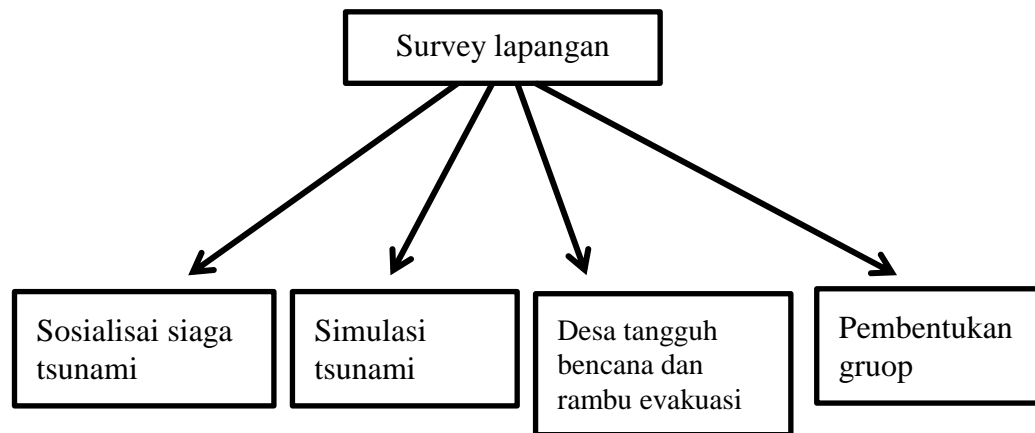 Survey lapangan
Sosialisai siaga
tsunami
Simulasi
tsunami
Desa tangguh
bencana dan
rambu evakuasi
Pembentukan
gruop